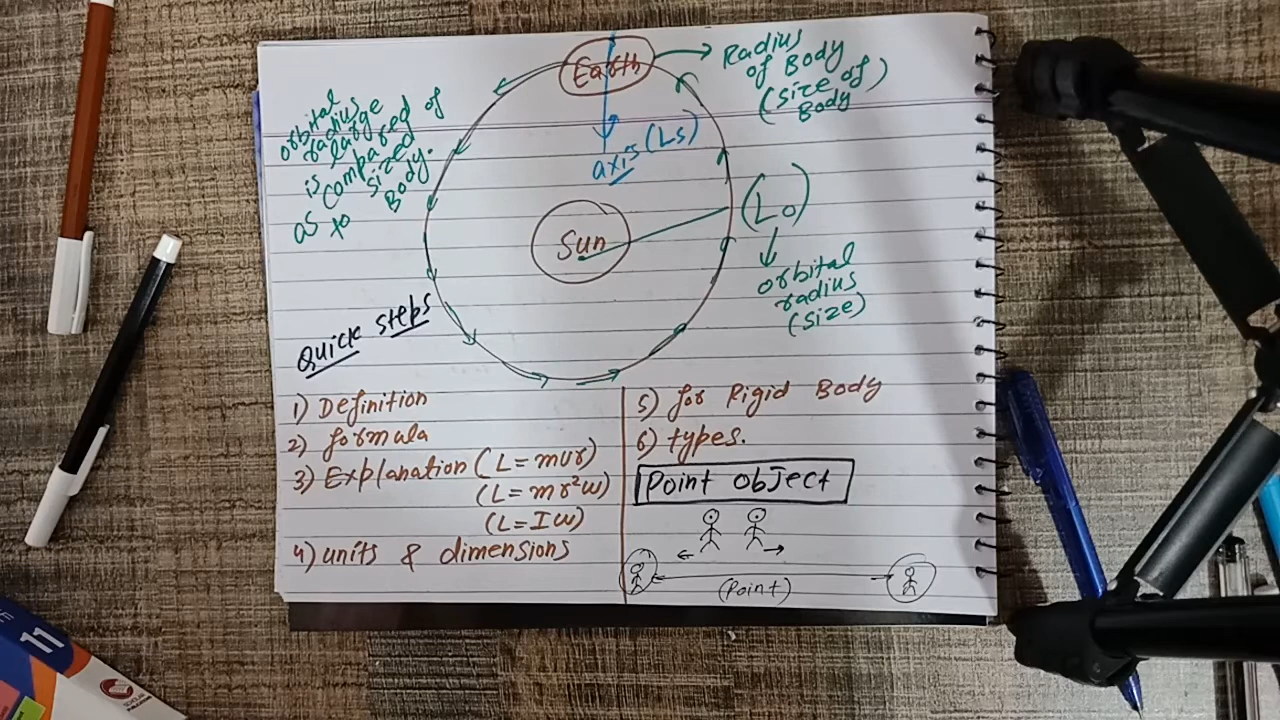 Earth
Radius
of Body
(size of)
Body
orbital
radius
is large
as compared of
to sized
Body.
axis (Ls)
Sun
(Lo)
orbital
radius
(size)
Quick steps
1) Definition
2) formula
3) Explanation (L=mvr)
(L=mr²ω)
(L=Iω)
4) units & dimensions
5) for Rigid Body
6) types.
Point object
(Point)
11